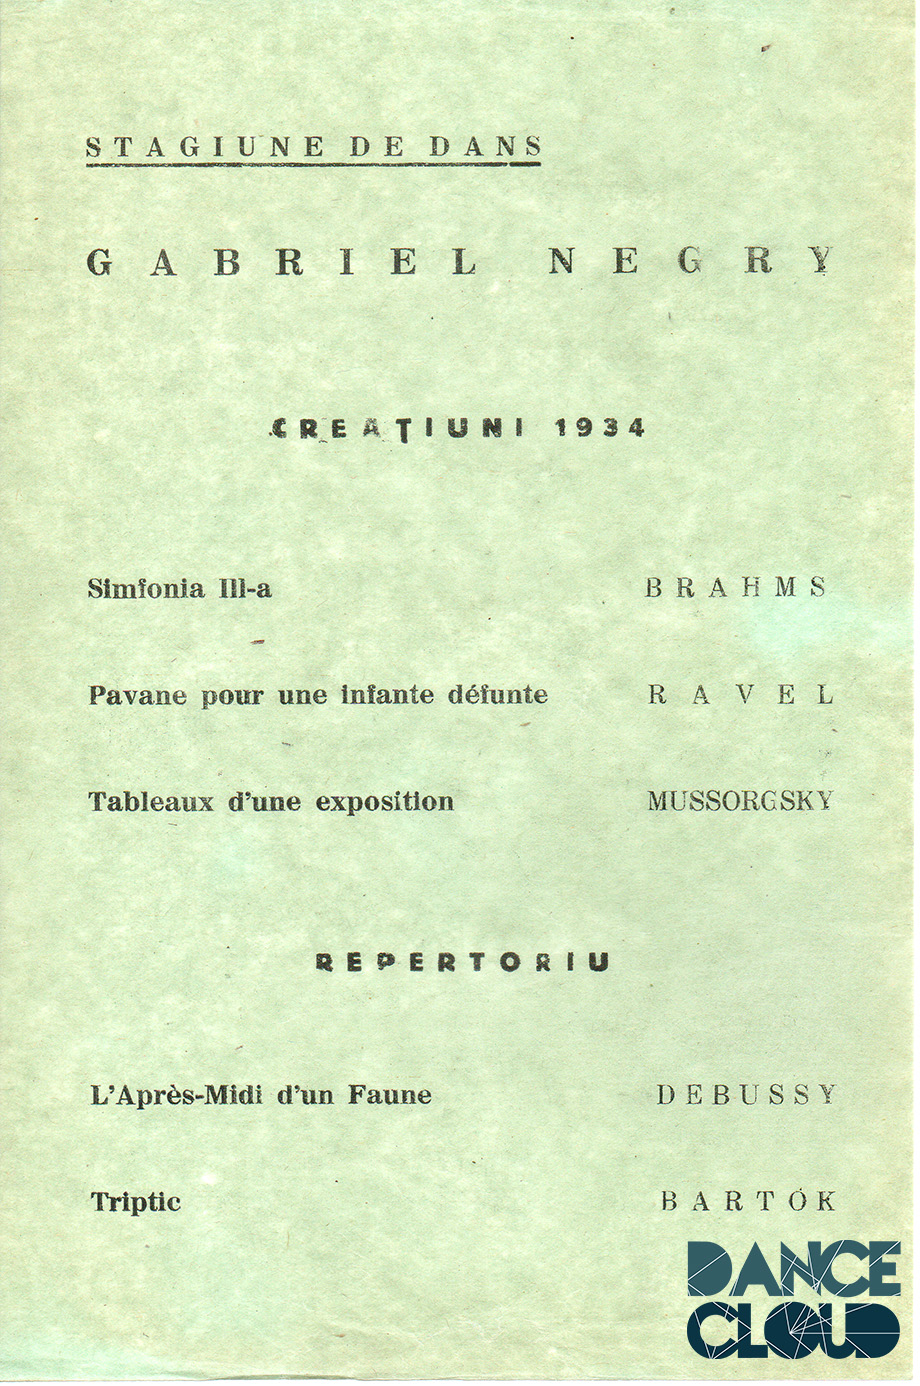 STAGIUNE DE DANS
GABRIEL NEGRY
CREAȚIUNI 1934
Simfonia III-a BRAHMS
Pavane pour une infante défunte RAVEL
Tableaux d'une exposition MUSSORGSKY
REPERTORIU
L'Après-Midi d'un Faune DEBUSSY
Triptic BARTÓK
DANCE
CLOUD